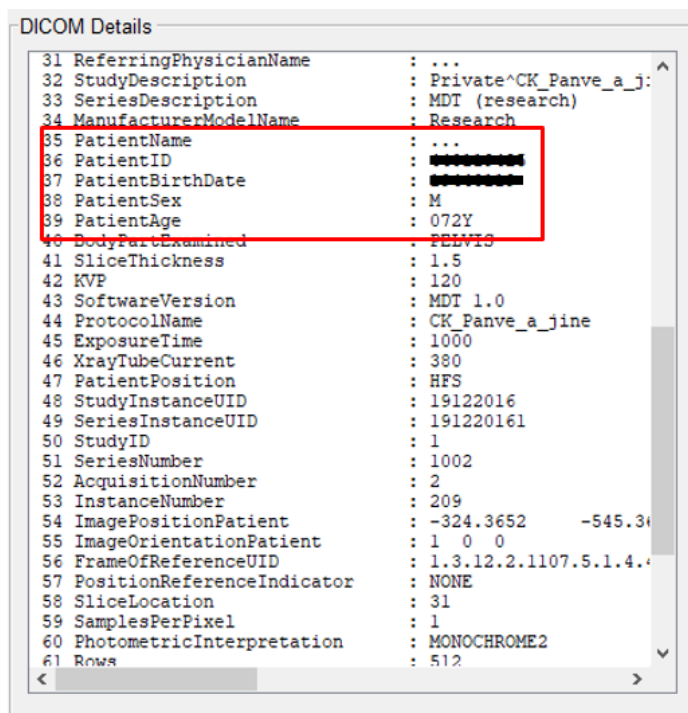 DICOM Details
31 ReferringPhysicianName : ...
32 StudyDescription : Private^CK_Panve_a_ji
33 SeriesDescription : MDT (research)
34 ManufacturerModelName : Research
35 PatientName : ...
36 PatientID :
37 PatientBirthDate :
38 PatientSex : M
39 PatientAge : 072Y
40 BodyPartExamined : PELVIS
41 SliceThickness : 1.5
42 KVP : 120
43 SoftwareVersion : MDT 1.0
44 ProtocolName : CK_Panve_a_jine
45 ExposureTime : 1000
46 XrayTubeCurrent : 380
47 PatientPosition : HFS
48 StudyInstanceUID : 19122016
49 SeriesInstanceUID : 191220161
50 StudyID : 1
51 SeriesNumber : 1002
52 AcquisitionNumber : 2
53 InstanceNumber : 209
54 ImagePositionPatient : -324.3652 -545.36
55 ImageOrientationPatient : 1 0 0
56 FrameOfReferenceUID : 1.3.12.2.1107.5.1.4.4
57 PositionReferenceIndicator : NONE
58 SliceLocation : 31
59 SamplesPerPixel : 1
60 PhotometricInterpretation : MONOCHROME2
61 Rows : 512